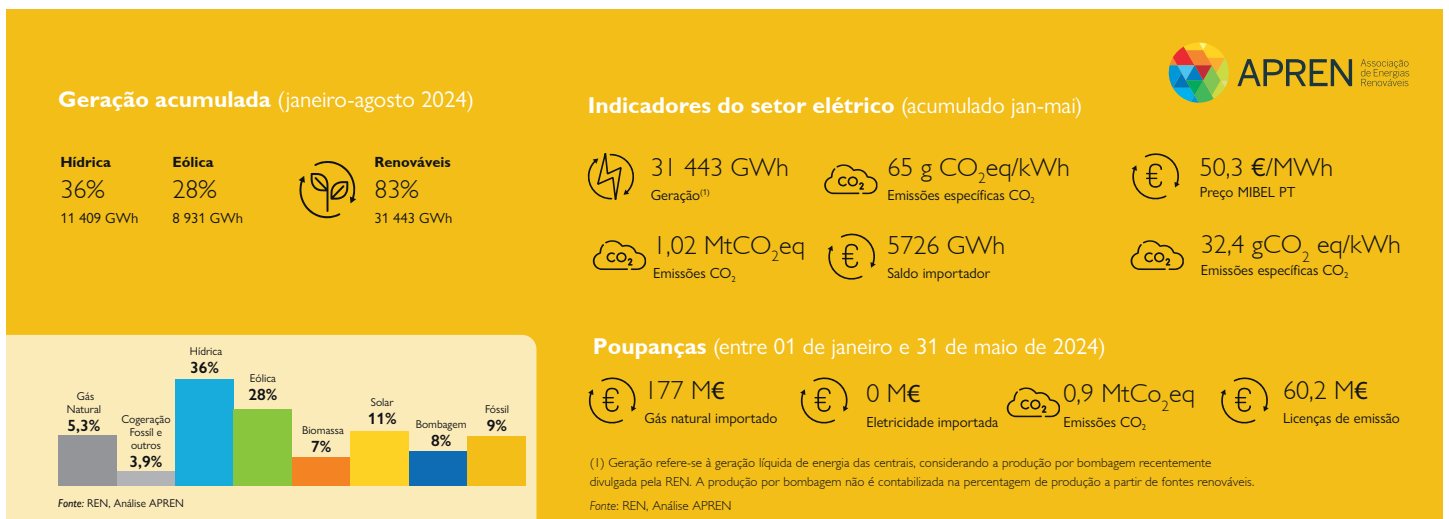 APREN
Associação
de Energias
Renováveis
Geração acumulada (janeiro-agosto 2024)
Hídrica
36%
11 409 GWh
Eólica
28%
8 931 GWh
Renováveis
83%
31 443 GWh
Hídrica
36%
Eólica
28%
Gás
Natural
5,3%
Cogeração
Fossíl e
outros
3,9%
Biomassa
7%
Solar
11%
Bombagem
8%
Fóssil
9%
Fonte: REN, Análise APREN
Indicadores do setor elétrico (acumulado jan-mai)
31 443 GWh
Geração(1)
CO2
65 g CO2eq/kWh
Emissões específicas CO2
€
50,3 €/MWh
Preço MIBEL PT
CO2
1,02 MtCO2eq
Emissões CO2
€
5726 GWh
Saldo importador
CO2
32,4 gCO2 eq/kWh
Emissões específicas CO2
Poupanças (entre 01 de janeiro e 31 de maio de 2024)
€
177 M€
Gás natural importado
€
0 M€
Eletricidade importada
CO2
0,9 MtCo2eq
Emissões CO2
€
60,2 M€
Licenças de emissão
(1) Geração refere-se à geração líquida de energia das centrais, considerando a produção por bombagem recentemente
divulgada pela REN. A produção por bombagem não é contabilizada na percentagem de produção a partir de fontes renováveis.
Fonte: REN, Análise APREN